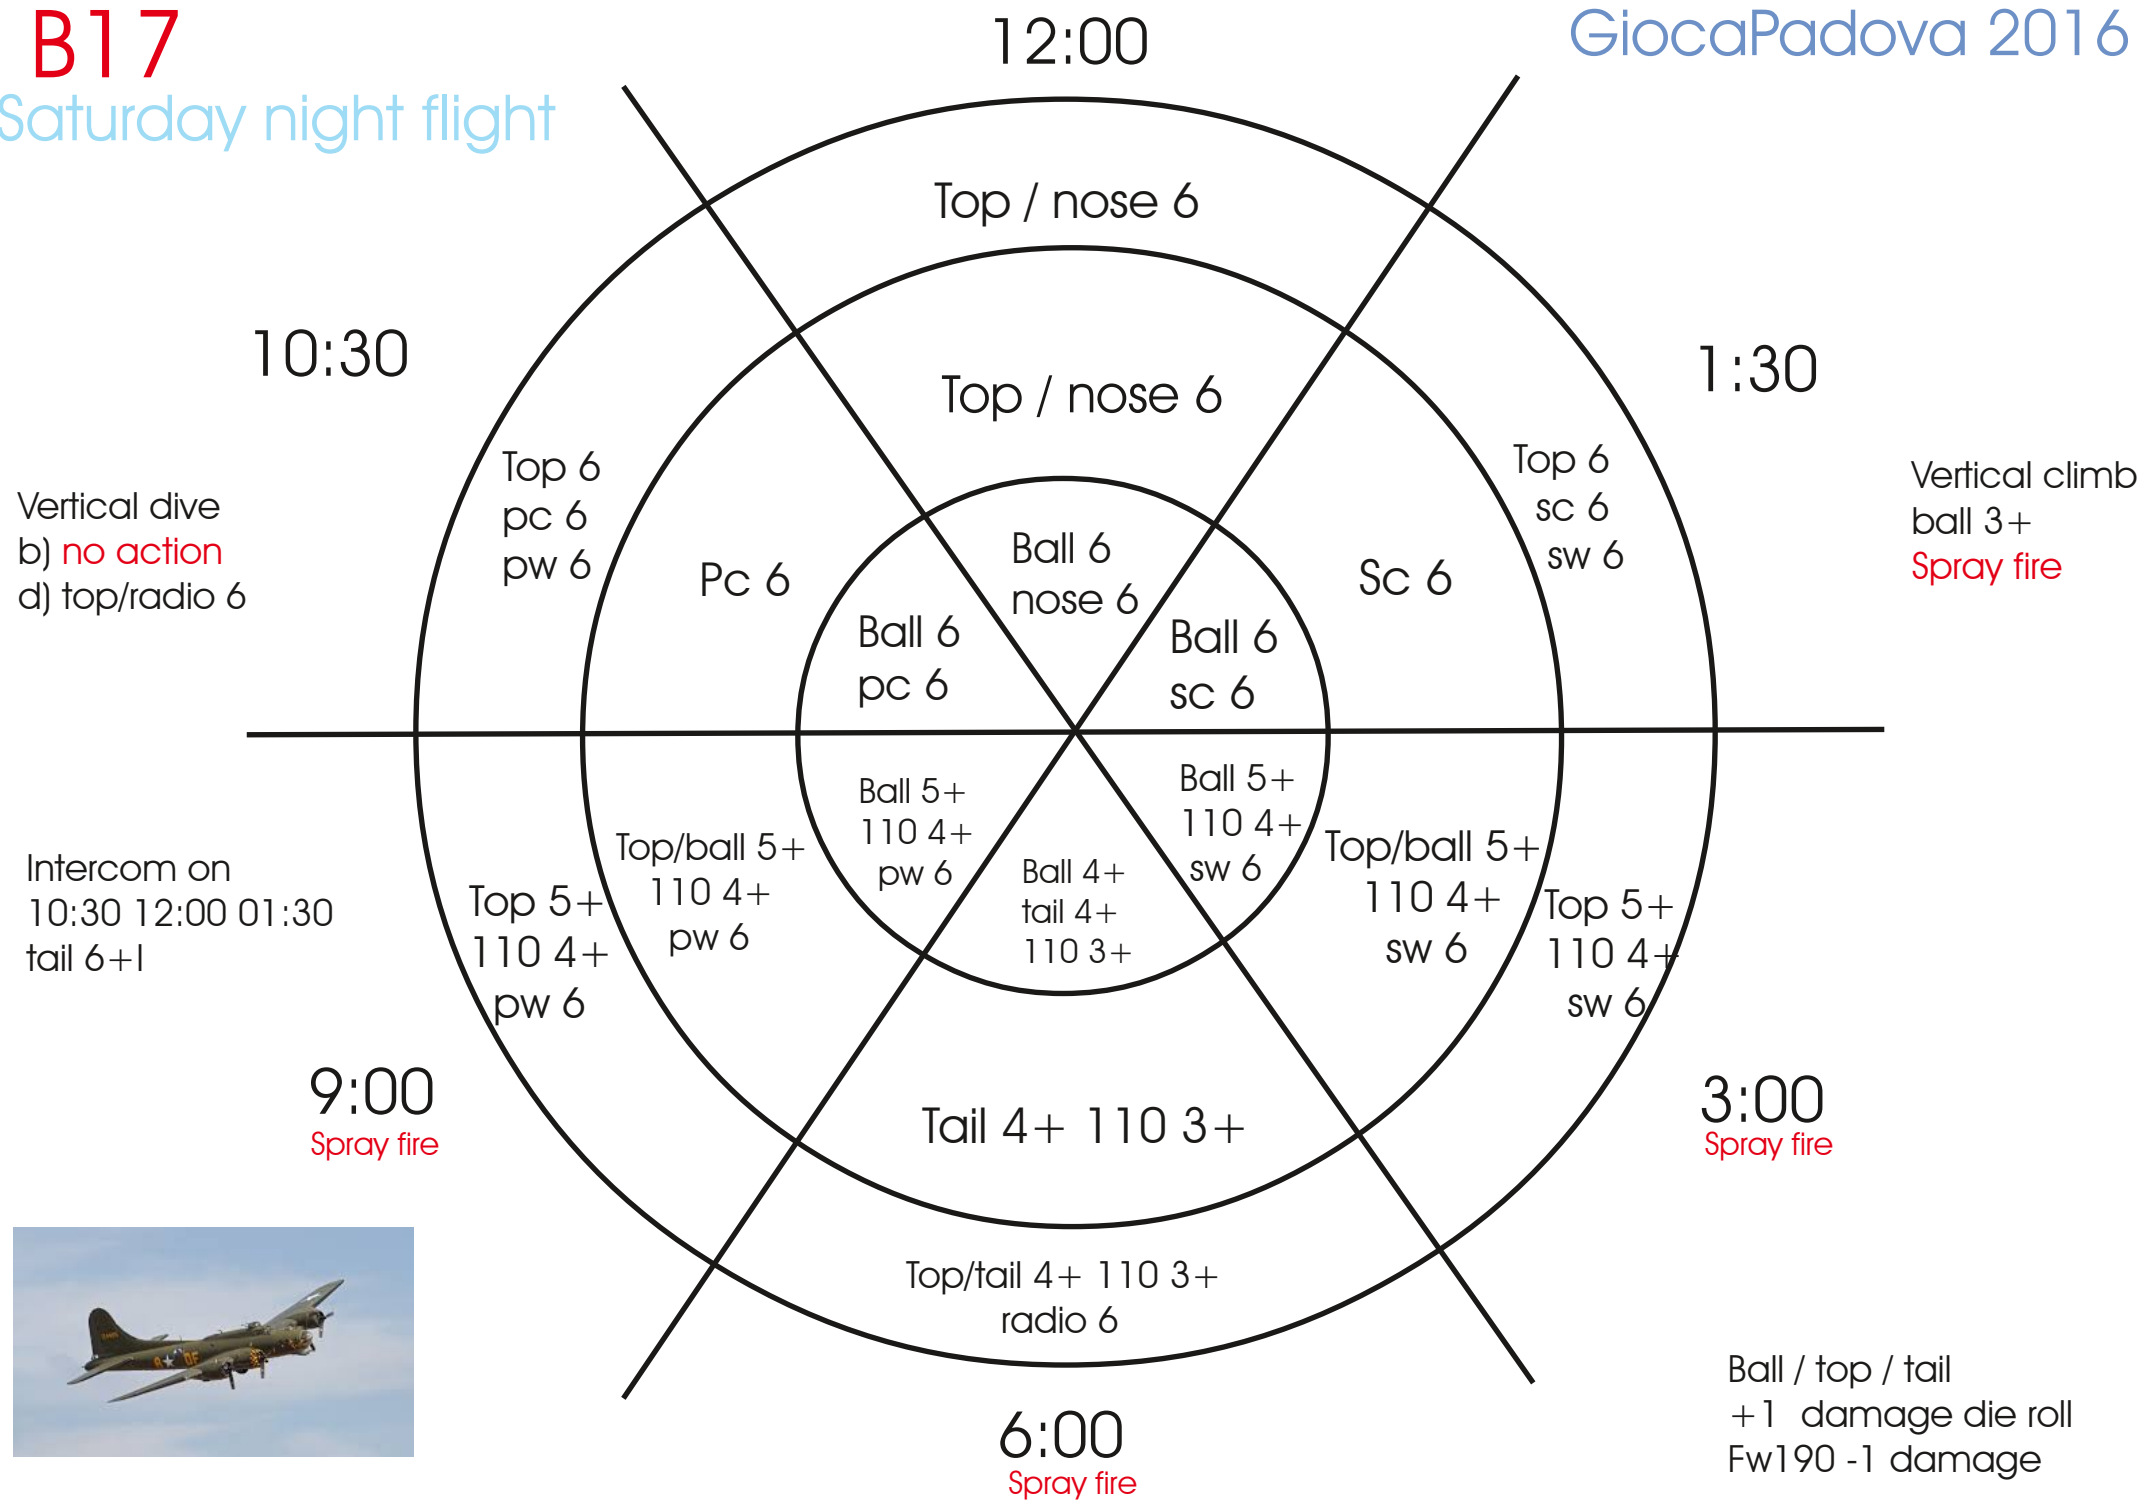 B17
Saturday night flight
GiocaPadova 2016
12:00
10:30
1:30
Top / nose 6
Top / nose 6
Ball 6
nose 6
Top 6
pc 6
pw 6
Pc 6
Ball 6
pc 6
Ball 6
sc 6
Sc 6
Top 6
sc 6
sw 6
Vertical dive
b) no action
d) top/radio 6
Vertical climb
ball 3+
Spray fire
Intercom on
10:30 12:00 01:30
tail 6+l
Top 5+
110 4+
pw 6
Top/ball 5+
110 4+
pw 6
Ball 5+
110 4+
pw 6
Ball 4+
tail 4+
110 3+
Ball 5+
110 4+
sw 6
Top/ball 5+
110 4+
sw 6
Top 5+
110 4+
sw 6
9:00
Spray fire
3:00
Spray fire
Tail 4+ 110 3+
Top/tail 4+ 110 3+
radio 6
6:00
Spray fire
Ball / top / tail
+1 damage die roll
Fw190 -1 damage